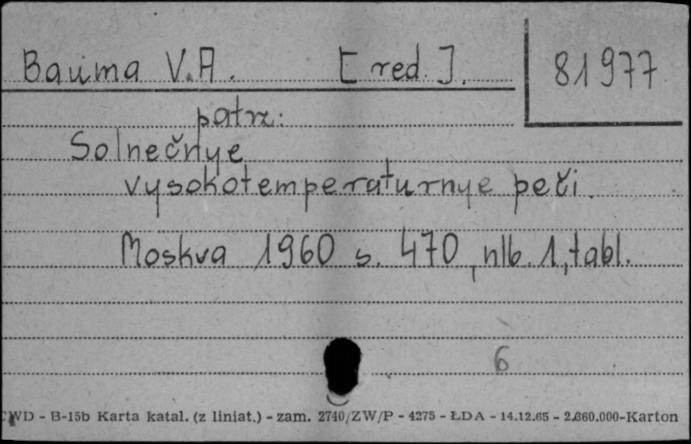 Bauma V.A. [red.]. 81977
patrz:
Solnečnye
vysokotemperaturnye peči.
Moskva 1960 s. 470, nlb. 1, tabl.
6
WD - B-15b Karta katal. (z liniat.) - zam. 2740/ZW/P - 4275 - ŁDA - 14.12.65 - 2.660.000-Karton